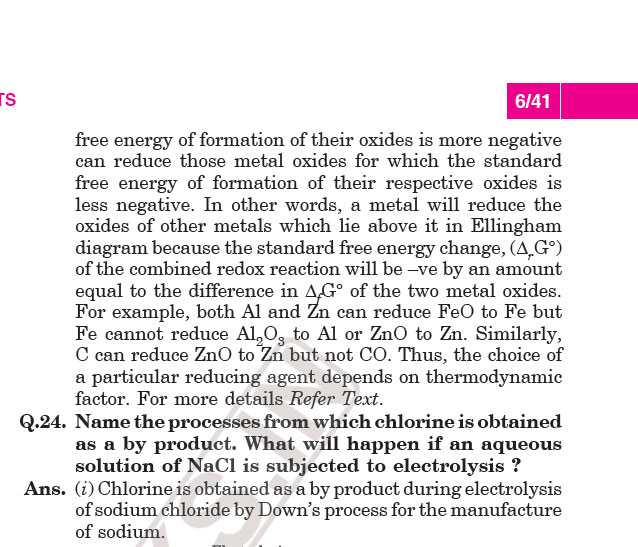 TS
6/41
free energy of formation of their oxides is more negative
can reduce those metal oxides for which the standard
free energy of formation of their respective oxides is
less negative. In other words, a metal will reduce the
oxides of other metals which lie above it in Ellingham
diagram because the standard free energy change, (ΔᵣG°)
of the combined redox reaction will be –ve by an amount
equal to the difference in Δ_fG° of the two metal oxides.
For example, both Al and Zn can reduce FeO to Fe but
Fe cannot reduce Al₂O₃ to Al or ZnO to Zn. Similarly,
C can reduce ZnO to Zn but not CO. Thus, the choice of
a particular reducing agent depends on thermodynamic
factor. For more details Refer Text.
Q.24. Name the processes from which chlorine is obtained
as a by product. What will happen if an aqueous
solution of NaCl is subjected to electrolysis ?
Ans. (i) Chlorine is obtained as a by product during electrolysis
of sodium chloride by Down's process for the manufacture
of sodium.